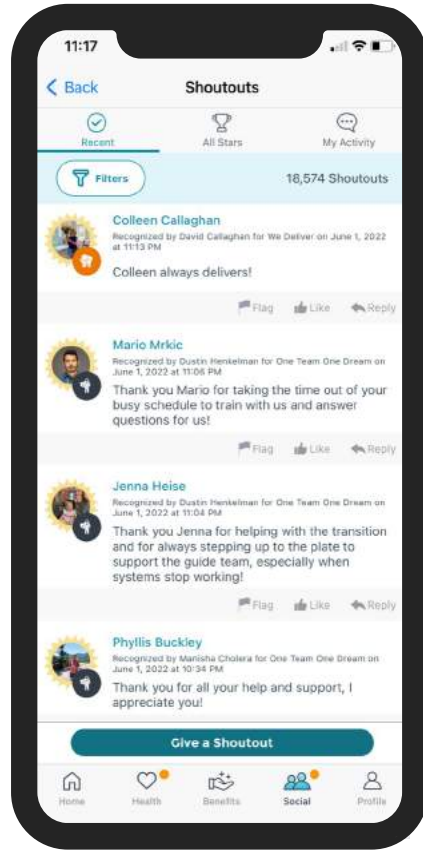 11:17
Back
Shoutouts
Recent
All Stars
My Activity
Filters
18,574 Shoutouts
Colleen Callaghan
Recognized by David Callaghan for We Deliver on June 1, 2022
at 11:13 PM
Colleen always delivers!
Flag Like Reply
Mario Mrkic
Recognized by Dustin Henkelman for One Team One Dream on
June 1, 2022 at 11:06 PM
Thank you Mario for taking the time out of your
busy schedule to train with us and answer
questions for us!
Flag Like Reply
Jenna Heise
Recognized by Dustin Henkelman for One Team One Dream on
June 1, 2022 at 11:04 PM
Thank you Jenna for helping with the transition
and for always stepping up to the plate to
support the guide team, especially when
systems stop working!
Flag Like Reply
Phyllis Buckley
Recognized by Manisha Cholera for One Team One Dream on
June 1, 2022 at 10:34 PM
Thank you for all your help and support, I
appreciate you!
Give a Shoutout
Home Health Benefits Social Profile